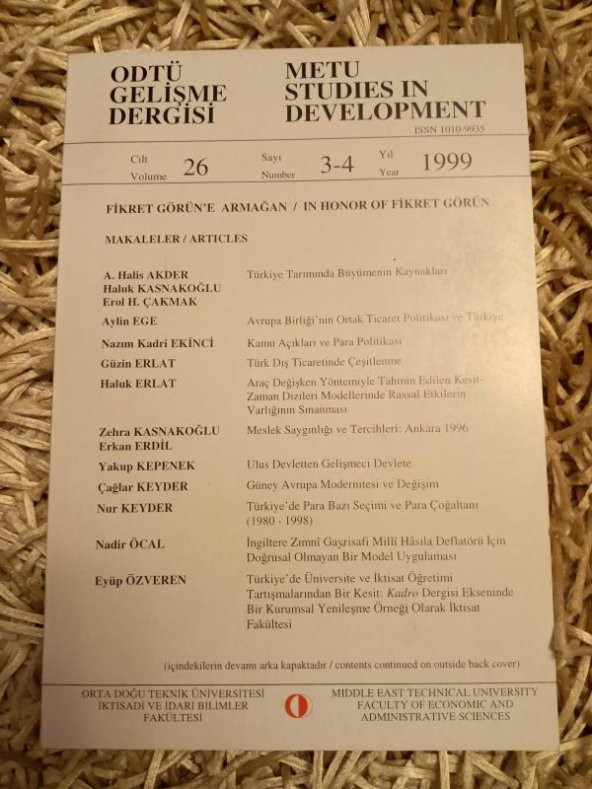 ODTÜ
GELİŞME
DERGİSİ
METU
STUDIES IN
DEVELOPMENT
ISSN 1010-9935
Cilt
Volume 26
Sayı
Number 3-4
Yıl
Year 1999
FİKRET GÖRÜN'E ARMAĞAN / IN HONOR OF FİKRET GÖRÜN
MAKALELER / ARTICLES
A. Halis AKDER
Haluk KASNAKOĞLU
Erol H. ÇAKMAK
Türkiye Tarımında Büyümenin Kaynakları
Aylin EGE
Avrupa Birliği'nin Ortak Ticaret Politikası ve Türkiye
Nazım Kadri EKİNCİ
Kamu Açıkları ve Para Politikası
Güzin ERLAT
Türk Dış Ticaretinde Çeşitlenme
Haluk ERLAT
Araç Değişken Yöntemiyle Tahmin Edilen Kesit-
Zaman Dizileri Modellerinde Rassal Etkilerin
Varlığının Sınanması
Zehra KASNAKOĞLU
Erkan ERDİL
Meslek Saygınlığı ve Tercihleri: Ankara 1996
Yakup KEPENEK
Ulus Devletten Gelişmeci Devlete
Çağlar KEYDER
Güney Avrupa Modernitesi ve Değişim
Nur KEYDER
Türkiye'de Para Bazı Seçimi ve Para Çoğaltanı
(1980 - 1998)
Nadir ÖCAL
İngiltere Zımni Gayrisafi Milli Hâsıla Deflatörü İçin
Doğrusal Olmayan Bir Model Uygulaması
Eyüp ÖZVEREN
Türkiye'de Üniversite ve İktisat Öğretimi
Tartışmalarından Bir Kesit: Kadro Dergisi Ekseninde
Bir Kurumsal Yenileşme Örneği Olarak İktisat
Fakültesi
(içindekilerin devamı arka kapaktadır / contents continued on outside back cover)
ORTA DOĞU TEKNİK ÜNİVERSİTESİ
İKTİSADİ VE İDARİ BİLİMLER
FAKÜLTESİ
MIDDLE EAST TECHNICAL UNIVERSITY
FACULTY OF ECONOMIC AND
ADMINISTRATIVE SCIENCES